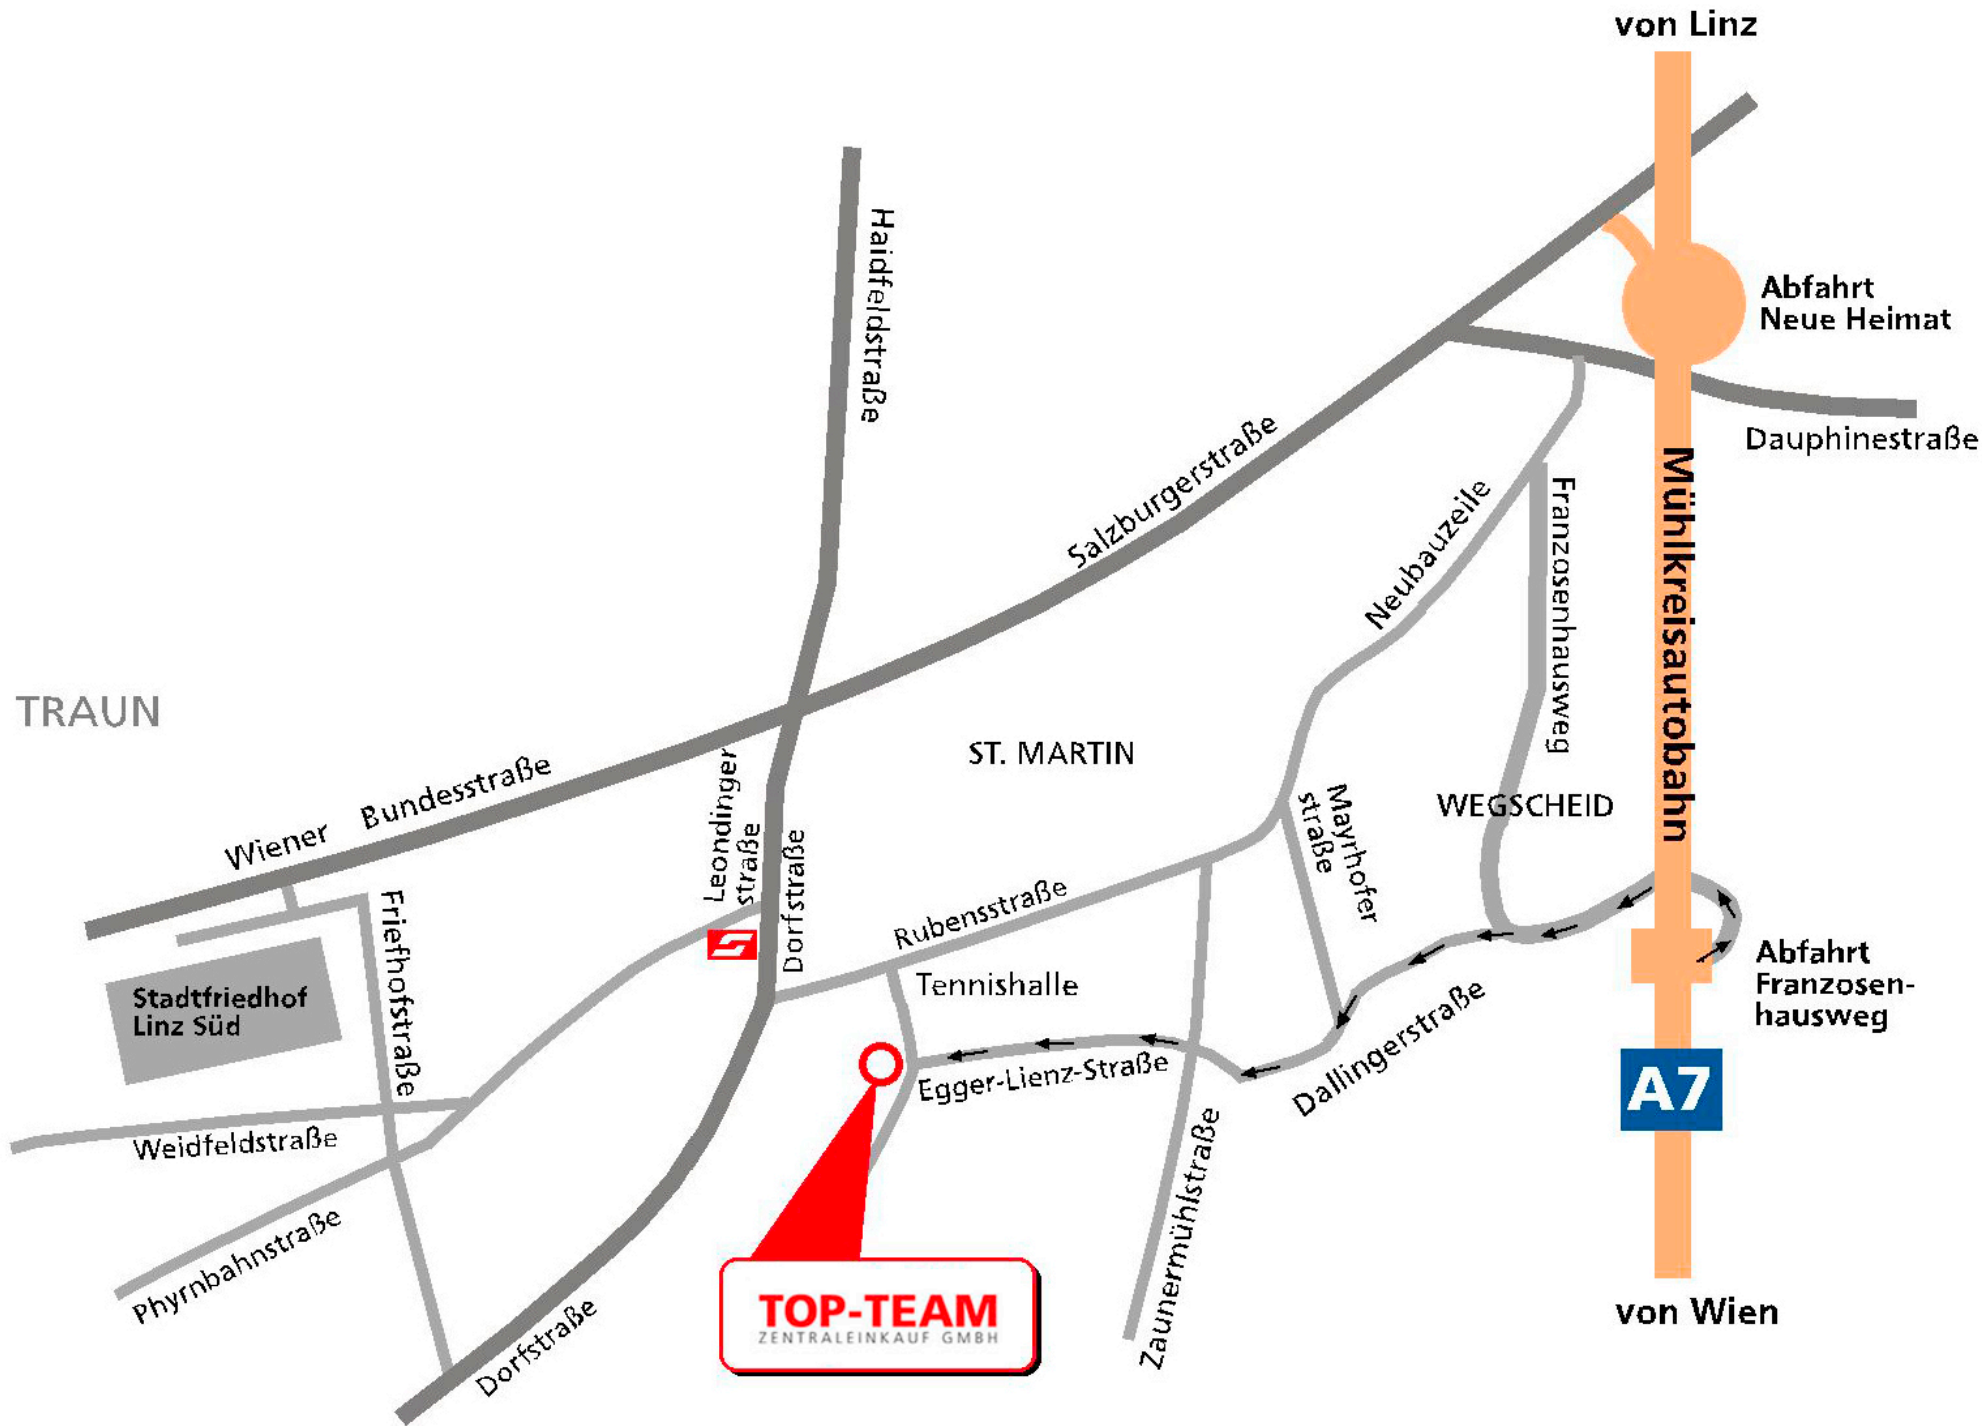 von Linz
Haidfeldstraße
Abfahrt
Neue Heimat
Dauphinestraße
Salzburgerstraße
Neubauzeile
Franzosenhausweg
Mühlkreisautobahn
TRAUN
ST. MARTIN
WEGSCHEID
Wiener Bundesstraße
Leondinger
straße
Dorfstraße
Mayrhofer
straße
Friefhofstraße
Rubensstraße
Tennishalle
Stadtfriedhof
Linz Süd
Abfahrt
Franzosen-
hausweg
Dallingerstraße
Egger-Lienz-Straße
A7
Weidfeldstraße
Phyrnbahnstraße
Zaunermühlstraße
Dorfstraße
TOP-TEAM
ZENTRALEINKAUF GMBH
von Wien